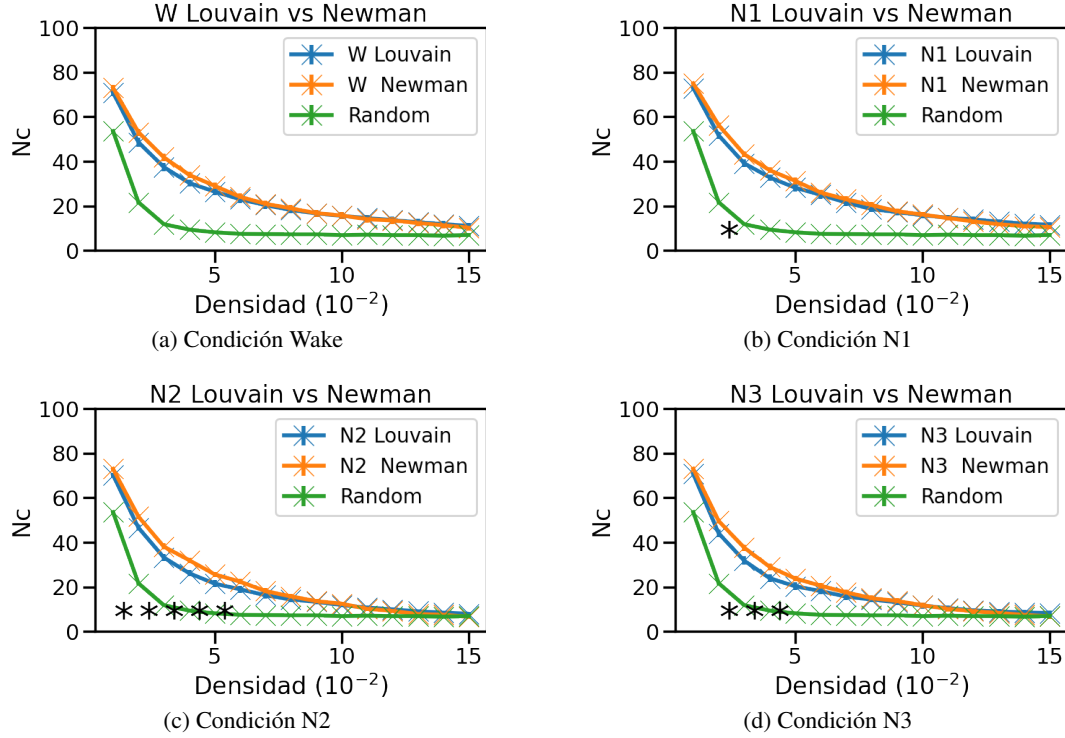 W Louvain vs Newman
100
80
60
40
20
0
Nc
W Louvain
W Newman
Random
5
10
15
Densidad (10⁻²)
(a) Condición Wake
N1 Louvain vs Newman
100
80
60
40
20
0
Nc
N1 Louvain
N1 Newman
Random
*
5
10
15
Densidad (10⁻²)
(b) Condición N1
N2 Louvain vs Newman
100
80
60
40
20
0
Nc
N2 Louvain
N2 Newman
Random
* * * * *
5
10
15
Densidad (10⁻²)
(c) Condición N2
N3 Louvain vs Newman
100
80
60
40
20
0
Nc
N3 Louvain
N3 Newman
Random
* * *
5
10
15
Densidad (10⁻²)
(d) Condición N3